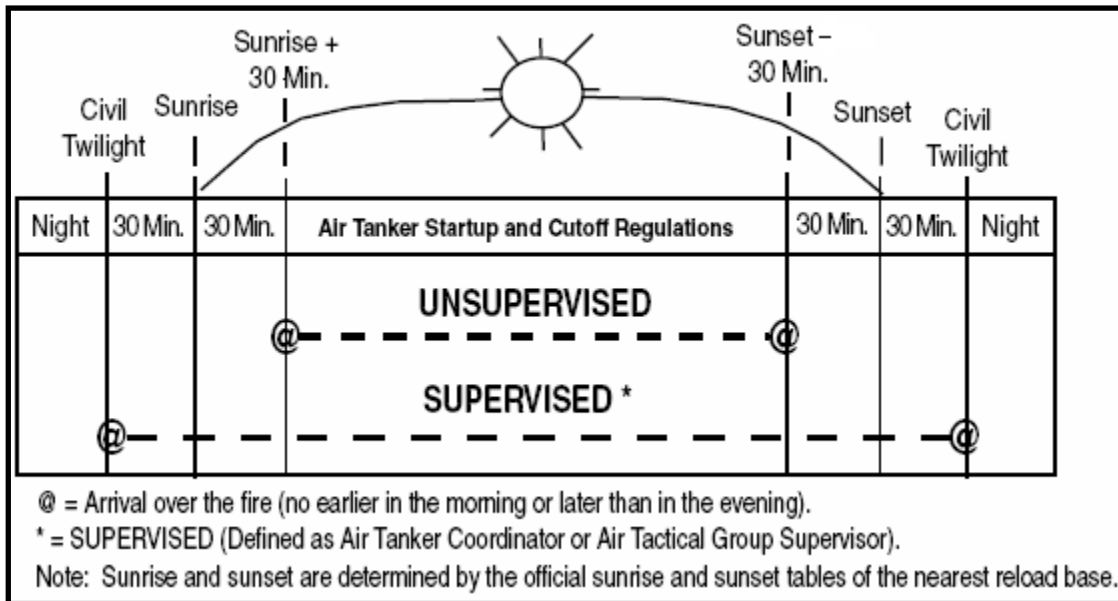 Sunrise +
30 Min.
Sunset –
30 Min.
Civil
Twilight
Sunrise
Sunset
Civil
Twilight
Night
30 Min.
30 Min.
Air Tanker Startup and Cutoff Regulations
30 Min.
30 Min.
Night
UNSUPERVISED
@
@
SUPERVISED *
@
@
@ = Arrival over the fire (no earlier in the morning or later than in the evening).
* = SUPERVISED (Defined as Air Tanker Coordinator or Air Tactical Group Supervisor).
Note: Sunrise and sunset are determined by the official sunrise and sunset tables of the nearest reload base.